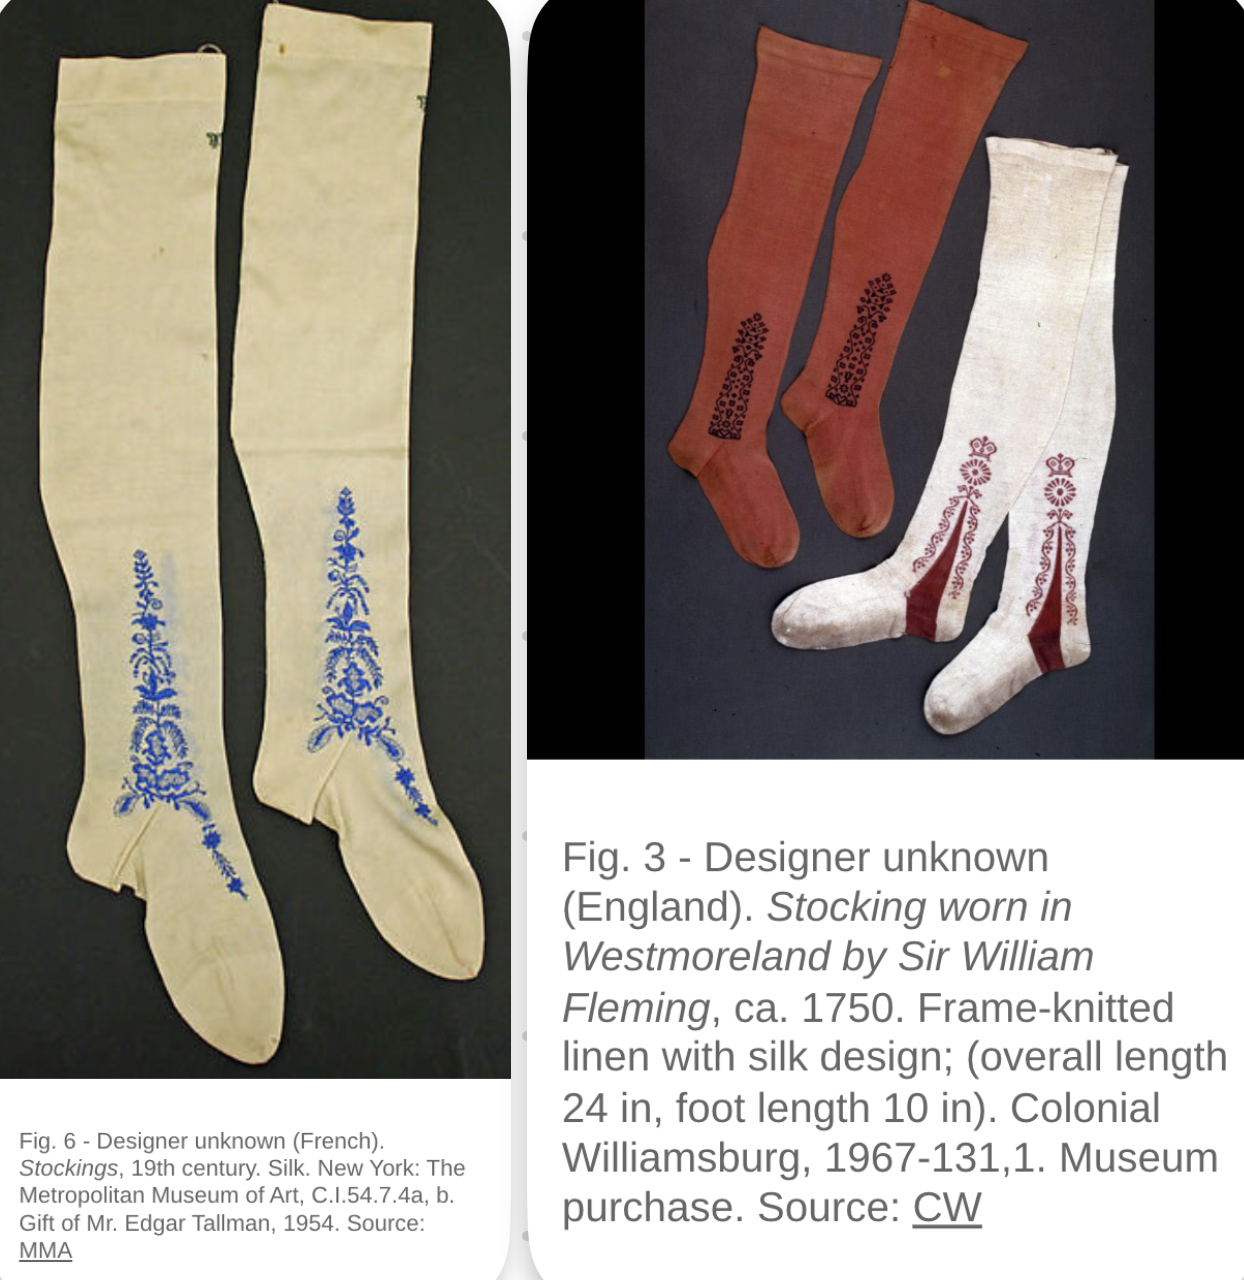 Fig. 6 - Designer unknown (French).
Stockings, 19th century. Silk. New York: The
Metropolitan Museum of Art, C.I.54.7.4a, b.
Gift of Mr. Edgar Tallman, 1954. Source:
MMA
Fig. 3 - Designer unknown
(England). Stocking worn in
Westmoreland by Sir William
Fleming, ca. 1750. Frame-knitted
linen with silk design; (overall length
24 in, foot length 10 in). Colonial
Williamsburg, 1967-131,1. Museum
purchase. Source: CW